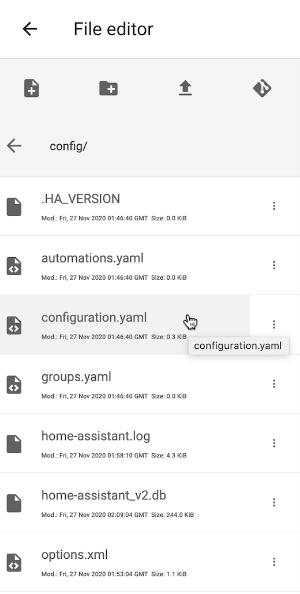 File editor
config/
.HA_VERSION
Mod.: Fri, 27 Nov 2020 01:46:40 GMT Size: 0.0 KiB
automations.yaml
Mod.: Fri, 27 Nov 2020 01:46:40 GMT Size: 0.0 KiB
configuration.yaml
Mod.: Fri, 27 Nov 2020 01:46:40 GMT Size: 0.3 KiB
configuration.yaml
groups.yaml
Mod.: Fri, 27 Nov 2020 01:46:40 GMT Size: 0.0 KiB
home-assistant.log
Mod.: Fri, 27 Nov 2020 01:58:10 GMT Size: 4.3 KiB
home-assistant_v2.db
Mod.: Fri, 27 Nov 2020 02:09:04 GMT Size: 244.0 KiB
options.xml
Mod.: Fri, 27 Nov 2020 01:53:04 GMT Size: 1.1 KiB